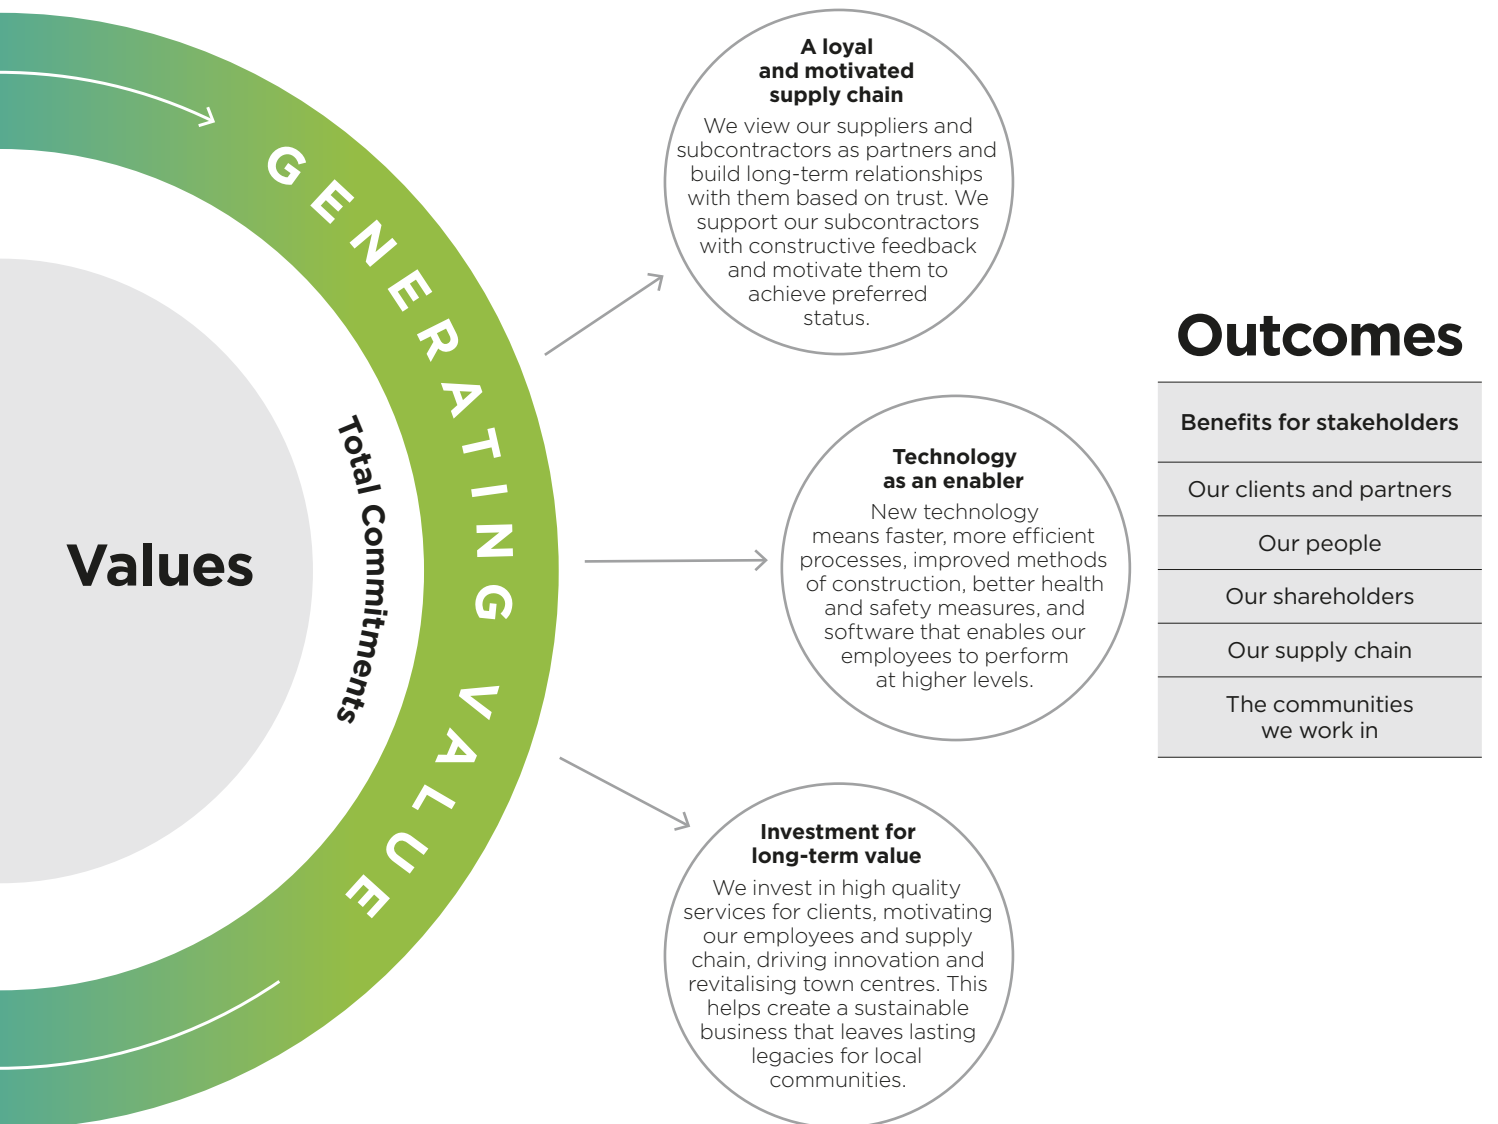 Values
Total Commitments
GENERATING VALUE
A loyal
and motivated
supply chain
We view our suppliers and
subcontractors as partners and
build long-term relationships
with them based on trust. We
support our subcontractors
with constructive feedback
and motivate them to
achieve preferred
status.
Technology
as an enabler
New technology
means faster, more efficient
processes, improved methods
of construction, better health
and safety measures, and
software that enables our
employees to perform
at higher levels.
Investment for
long-term value
We invest in high quality
services for clients, motivating
our employees and supply
chain, driving innovation and
revitalising town centres. This
helps create a sustainable
business that leaves lasting
legacies for local
communities.
Outcomes
Benefits for stakeholders
Our clients and partners
Our people
Our shareholders
Our supply chain
The communities
we work in